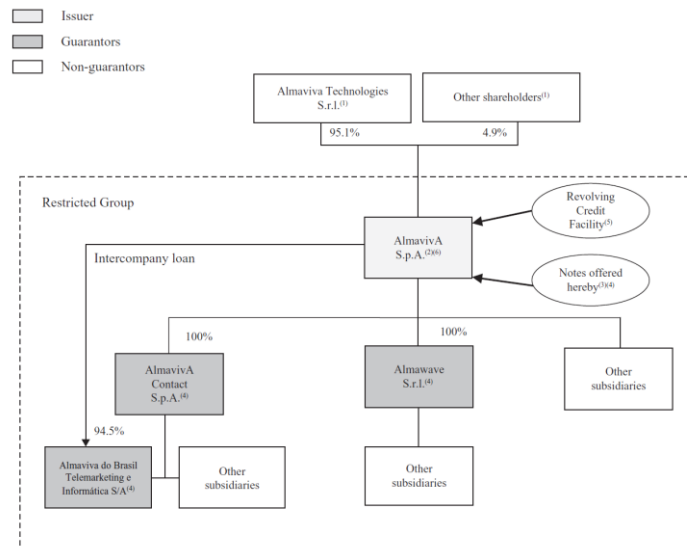 Issuer
Guarantors
Non-guarantors
Almaviva Technologies
S.r.l.(1)
Other shareholders(1)
95.1%
4.9%
Restricted Group
Revolving
Credit
Facility(5)
AlmavivA
S.p.A.(2)(6)
Intercompany loan
Notes offered
hereby(3)(4)
100%
100%
AlmavivA
Contact
S.p.A.(4)
Almawave
S.r.l.(4)
Other
subsidiaries
94.5%
Almaviva do Brasil
Telemarketing e
Informática S/A(4)
Other
subsidiaries
Other
subsidiaries